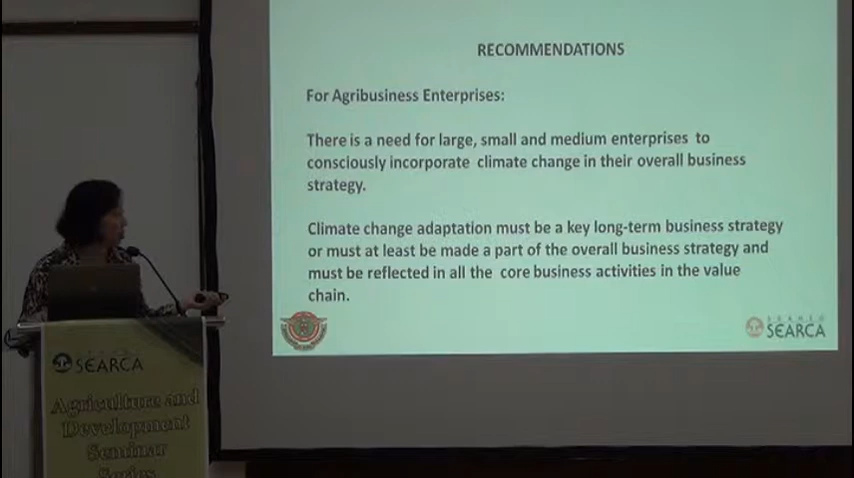 RECOMMENDATIONS
For Agribusiness Enterprises:
There is a need for large, small and medium enterprises to
consciously incorporate climate change in their overall business
strategy.
Climate change adaptation must be a key long-term business strategy
or must at least be made a part of the overall business strategy and
must be reflected in all the core business activities in the value
chain.
SEARCA
SEARCA
Agriculture and
Development
Seminar
Series